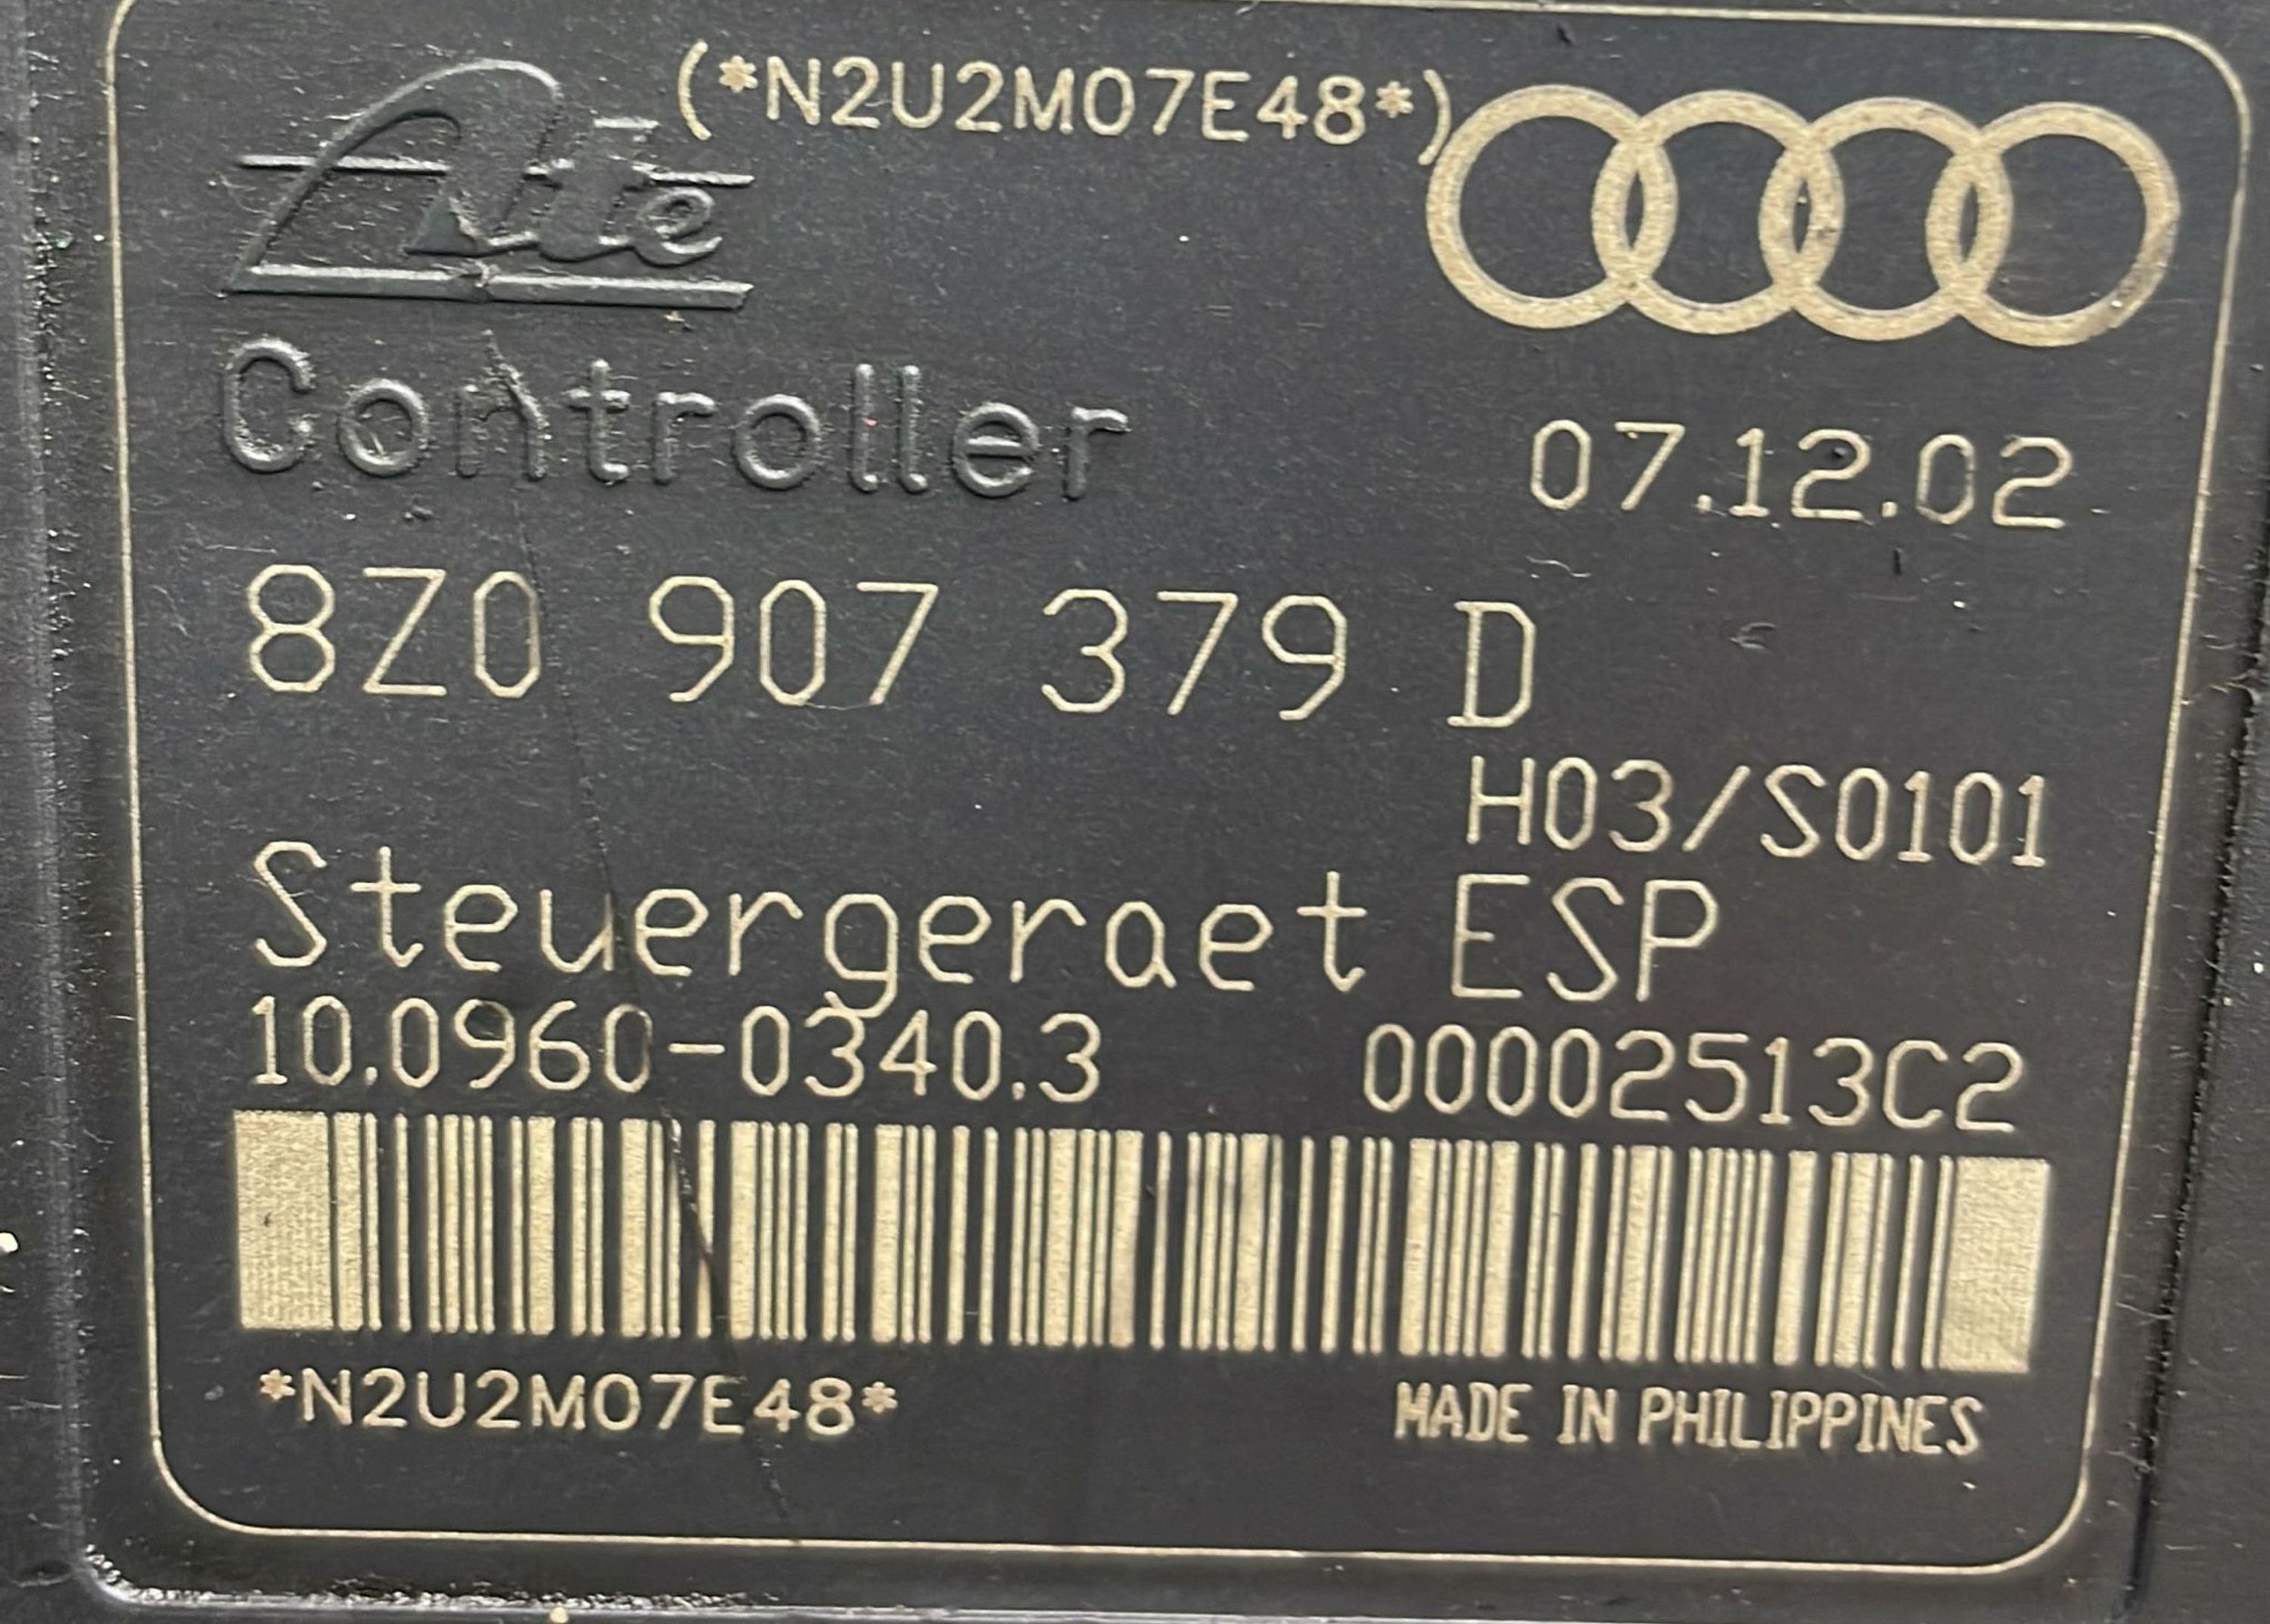 (*N2U2M07E48*)
Ate
Controller
07.12.02
8Z0 907 379 D
H03/S0101
Steuergeraet ESP
10.0960-0340.3 00002513C2
*N2U2M07E48*
MADE IN PHILIPPINES